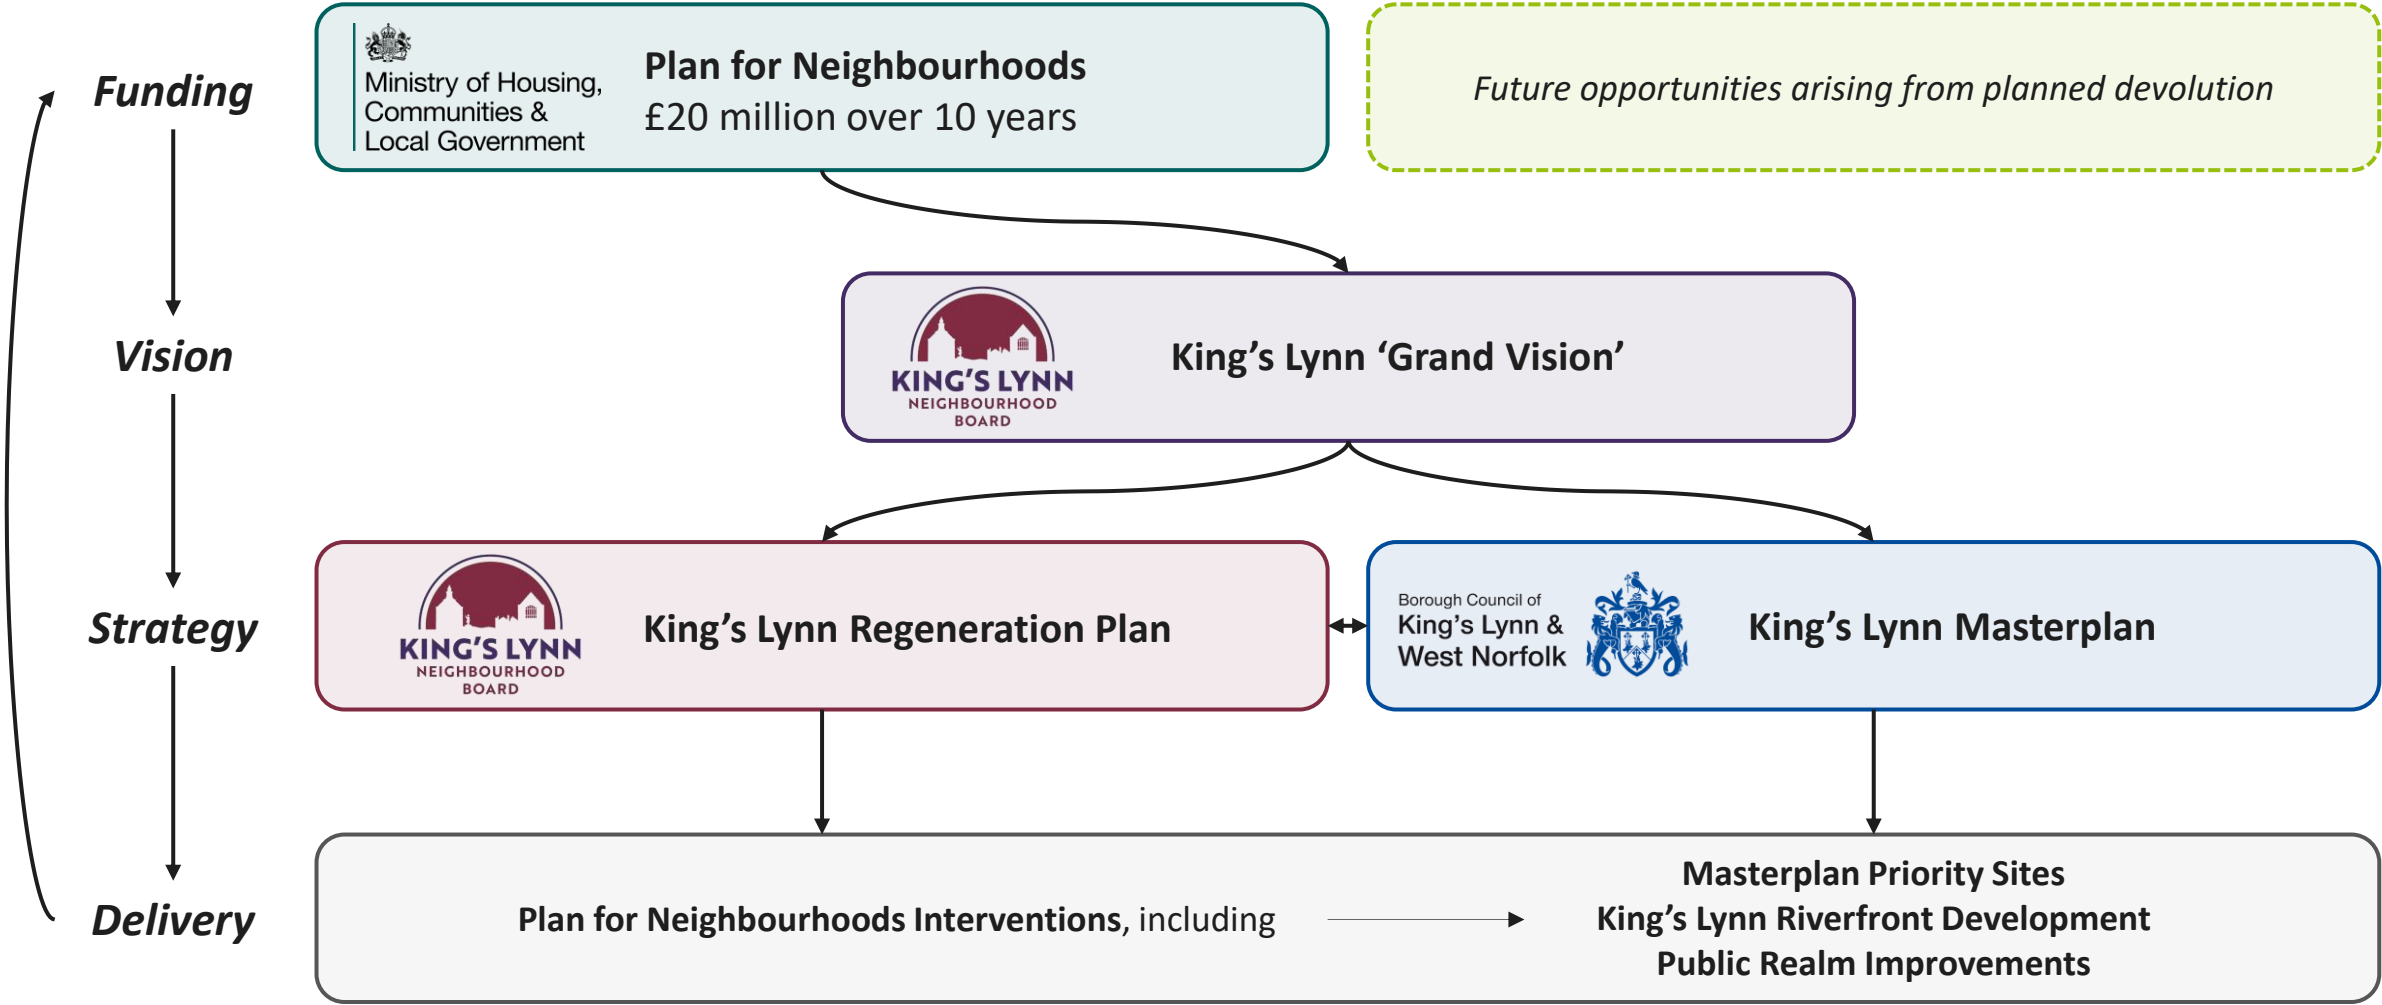 Funding
Ministry of Housing,
Communities &
Local Government
Plan for Neighbourhoods
£20 million over 10 years
Future opportunities arising from planned devolution
Vision
KING'S LYNN
NEIGHBOURHOOD
BOARD
King’s Lynn ‘Grand Vision’
Strategy
KING'S LYNN
NEIGHBOURHOOD
BOARD
King’s Lynn Regeneration Plan
Borough Council of
King's Lynn &
West Norfolk
King’s Lynn Masterplan
Delivery
Plan for Neighbourhoods Interventions, including
Masterplan Priority Sites
King’s Lynn Riverfront Development
Public Realm Improvements